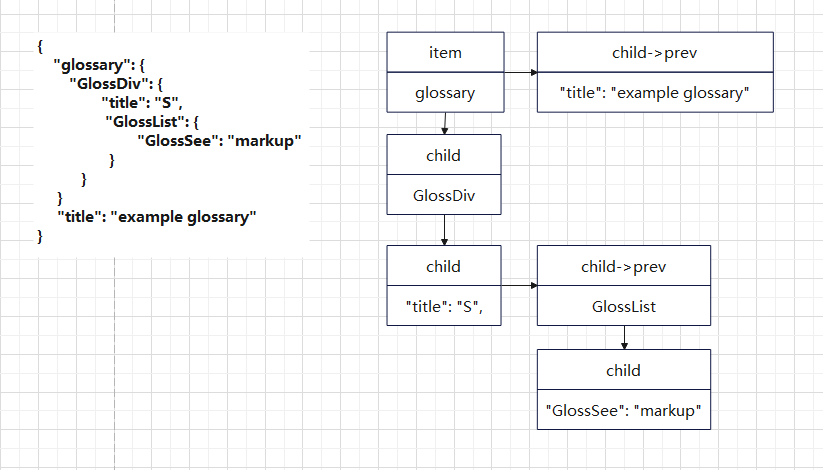 {
"glossary": {
"GlossDiv": {
"title": "S",
"GlossList": {
"GlossSee": "markup"
}
}
}
"title": "example glossary"
}
item
glossary
child->prev
"title": "example glossary"
child
GlossDiv
child
"title": "S",
child->prev
GlossList
child
"GlossSee": "markup"